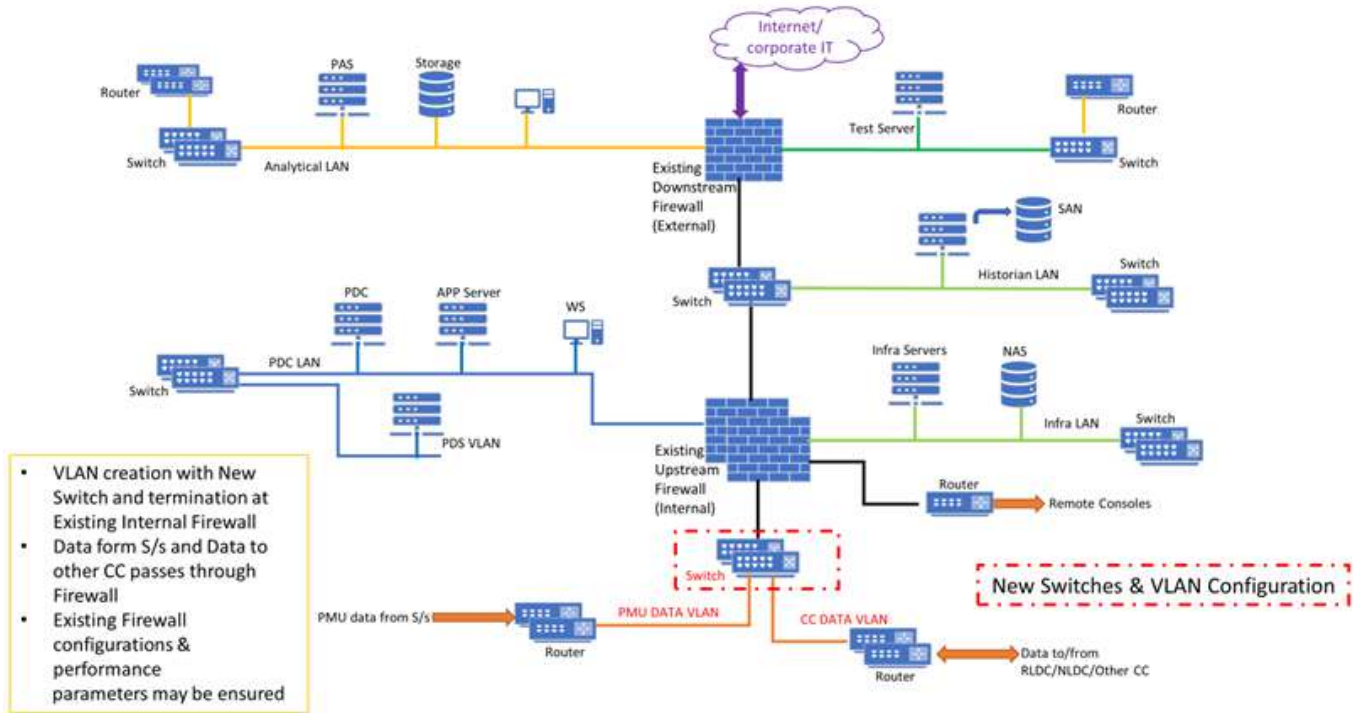 Internet/
corporate IT
PAS
Storage
Router
Router
Test Server
Switch
Analytical LAN
Switch
Existing
Downstream
Firewall
(External)
SAN
Switch
Historian LAN
Switch
PDC
APP Server
WS
Infra Servers
NAS
PDC LAN
Switch
Switch
Infra LAN
PDS VLAN
Existing
Upstream
Firewall
(Internal)
Router
Remote Consoles
▪ VLAN creation with New
Switch and termination at
Existing Internal Firewall
▪ Data form S/s and Data to
other CC passes through
Firewall
▪ Existing Firewall
configurations &
performance
parameters may be ensured
Switch
New Switches & VLAN Configuration
PMU data from S/s
PMU DATA VLAN
CC DATA VLAN
Router
Data to/from
RLDC/NLDC/Other CC
Router